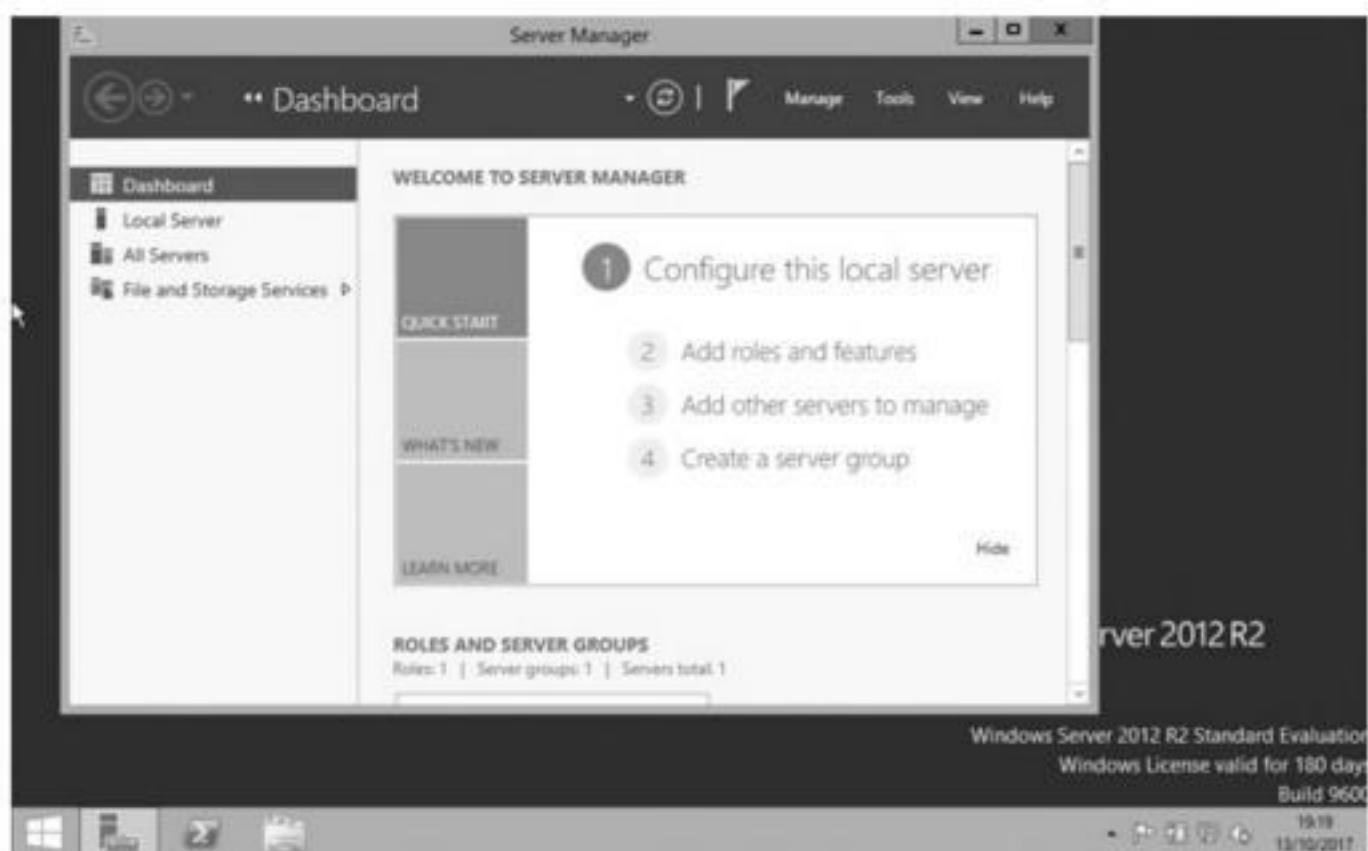 Server Manager
Dashboard
Manage Tools View Help
Dashboard
Local Server
All Servers
File and Storage Services
WELCOME TO SERVER MANAGER
QUICK START
WHAT'S NEW
LEARN MORE
1 Configure this local server
2 Add roles and features
3 Add other servers to manage
4 Create a server group
Hide
ROLES AND SERVER GROUPS
Roles: 1 | Server groups: 1 | Servers total: 1
rver 2012 R2
Windows Server 2012 R2 Standard Evaluation
Windows License valid for 180 days
Build 9600
19:19
13/10/2017